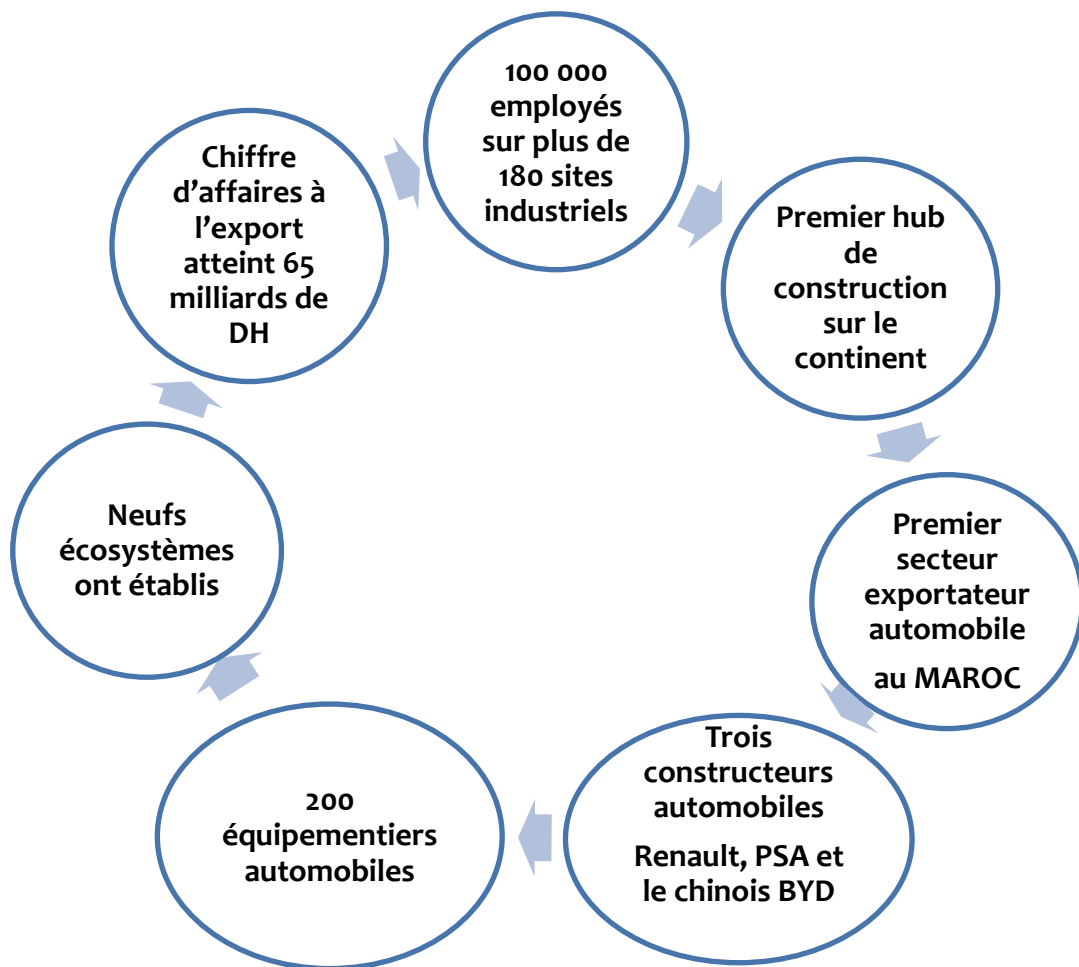 100 000
employés
sur plus de
180 sites
industriels
Premier hub
de
construction
sur le
continent
Premier
secteur
exportateur
automobile
au MAROC
Trois
constructeurs
automobiles
Renault, PSA et
le chinois BYD
200
équipementiers
automobiles
Neufs
écosystèmes
ont établis
Chiffre
d’affaires à
l’export
atteint 65
milliards de
DH